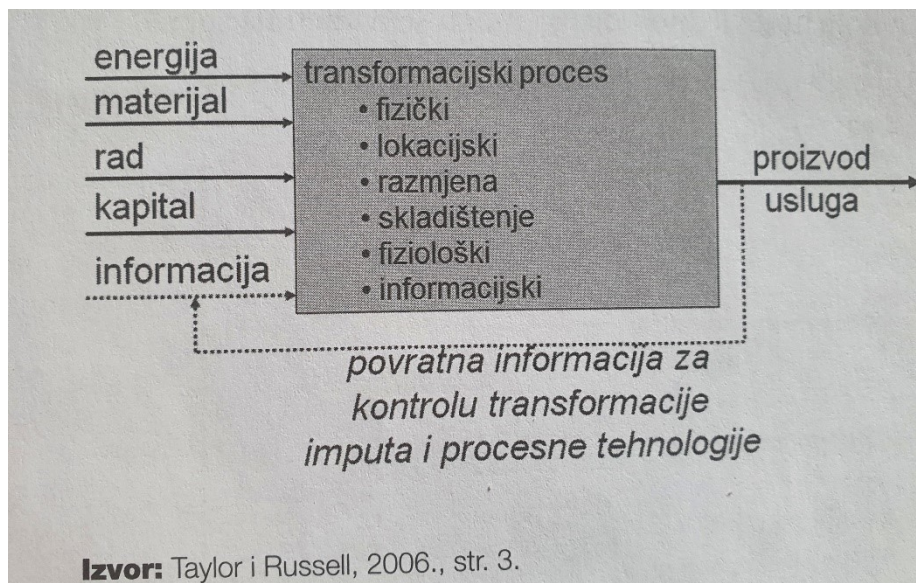 energija
materijal
rad
kapital
informacija
transformacijski proces
• fizički
• lokacijski
• razmjena
• skladištenje
• fiziološki
• informacijski
proizvod
usluga
povratna informacija za
kontrolu transformacije
imputa i procesne tehnologije
Izvor: Taylor i Russell, 2006., str. 3.